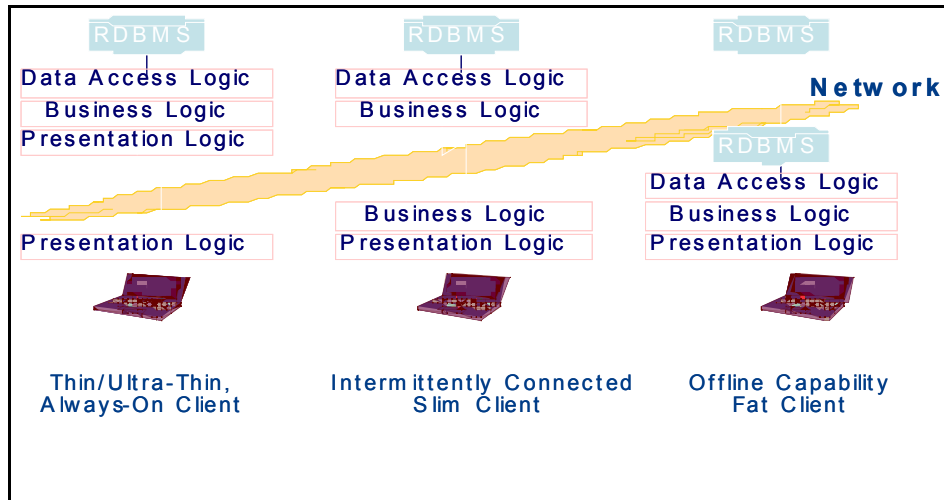 RDBMS
Data Access Logic
Business Logic
Presentation Logic
Presentation Logic
Thin/Ultra-Thin,
Always-On Client
RDBMS
Data Access Logic
Business Logic
Business Logic
Presentation Logic
Intermittently Connected
Slim Client
RDBMS
Network
RDBMS
Data Access Logic
Business Logic
Presentation Logic
Offline Capability
Fat Client